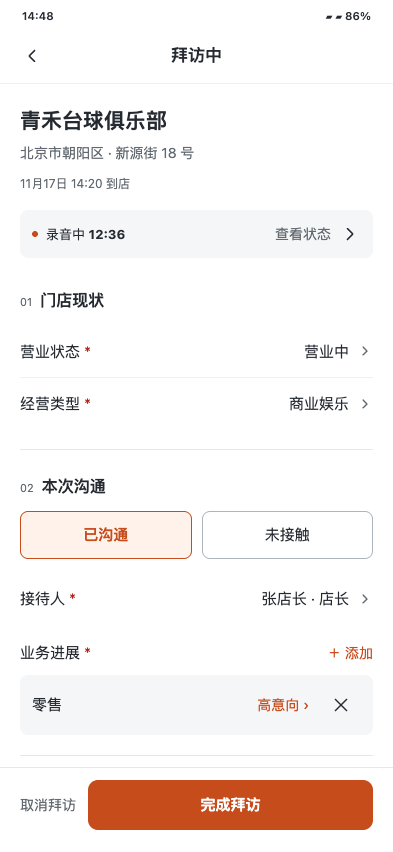 14:48
86%
拜访中
青禾台球俱乐部
北京市朝阳区 · 新源街 18 号
11月17日 14:20 到店
录音中 12:36 查看状态
01 门店现状
营业状态 * 营业中
经营类型 * 商业娱乐
02 本次沟通
已沟通 未接触
接待人 * 张店长 · 店长
业务进展 * + 添加
零售 高意向 ›
取消拜访 完成拜访